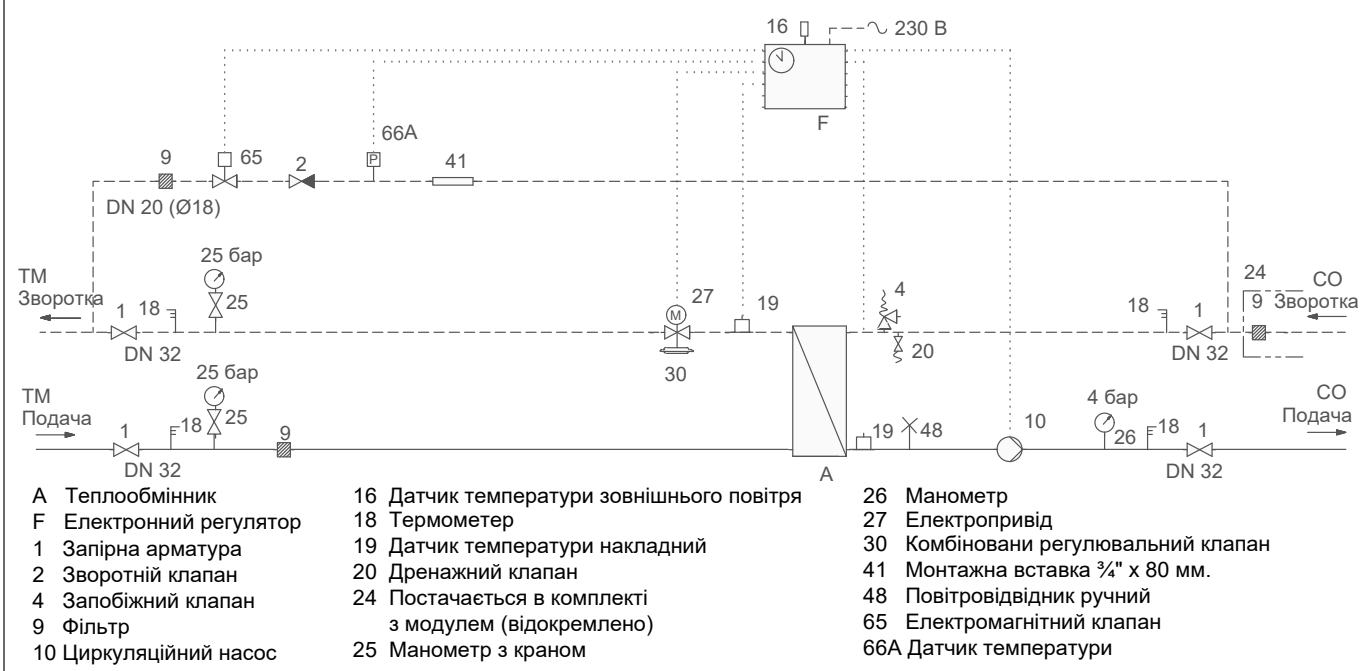 16
230 В
F
66А
9
65
2
41
DN 20 (Ø18)
25 бар
ТМ
Зворотка
1
18
25
27
19
4
24
СО
9 Зворотка
18
1
DN 32
30
20
DN 32
25 бар
ТМ
Подача
1
18
25
9
DN 32
А
19
48
10
4 бар
26
18
1
СО
Подача
DN 32
А Теплообмінник
F Електронний регулятор
1 Запірна арматура
2 Зворотній клапан
4 Запобіжний клапан
9 Фільтр
10 Циркуляційний насос
16 Датчик температури зовнішнього повітря
18 Термометер
19 Датчик температури накладний
20 Дренажний клапан
24 Постачається в комплекті
з модулем (відокремлено)
25 Манометр з краном
26 Манометр
27 Електропривід
30 Комбіновани регулювальний клапан
41 Монтажна вставка ¾" х 80 мм.
48 Повітровідвідник ручний
65 Електромагнітний клапан
66А Датчик температури
P
M